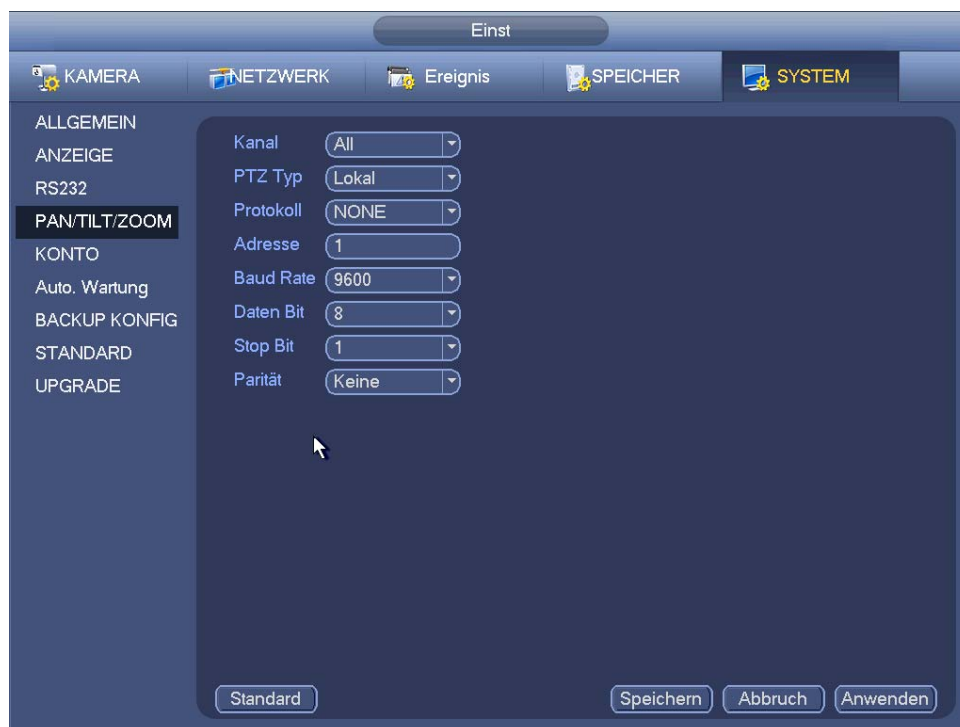 Einst
KAMERA NETZWERK Ereignis SPEICHER SYSTEM
ALLGEMEIN
ANZEIGE
RS232
PAN/TILT/ZOOM
KONTO
Auto. Wartung
BACKUP KONFIG
STANDARD
UPGRADE
Kanal All
PTZ Typ Lokal
Protokoll NONE
Adresse 1
Baud Rate 9600
Daten Bit 8
Stop Bit 1
Parität Keine
Standard Speichern Abbruch Anwenden